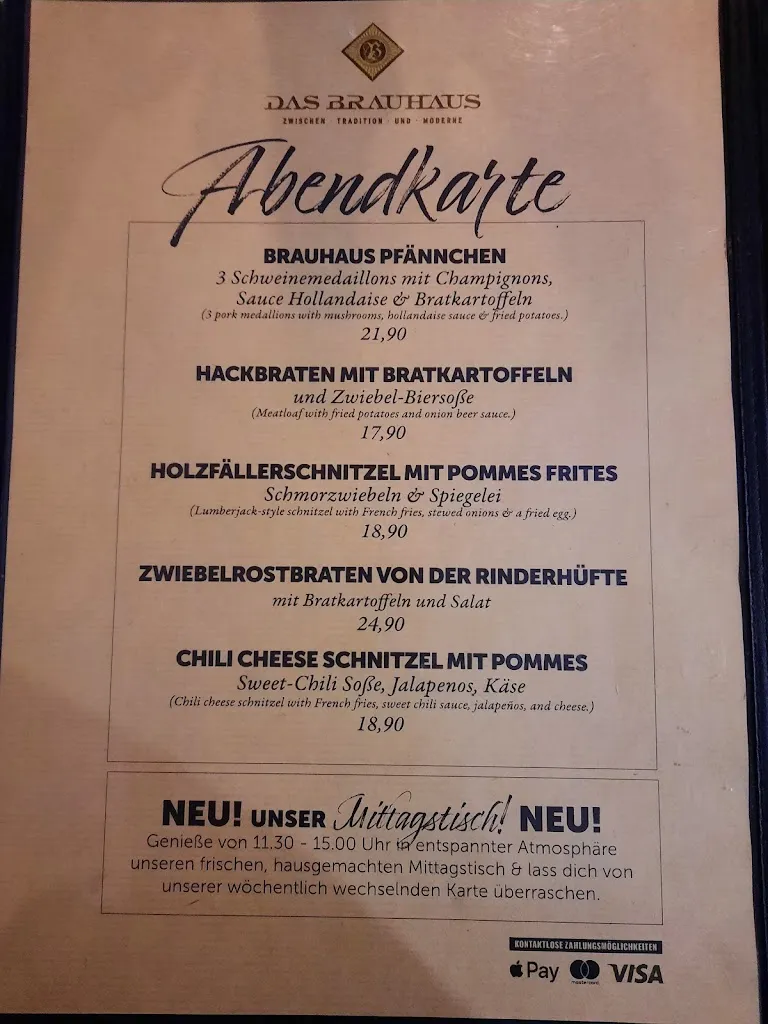 B
DAS BRAUHAUS
ZWISCHEN · TRADITION · UND · MODERNE
Abendkarte
BRAUHAUS PFÄNNCHEN
3 Schweinemedaillons mit Champignons,
Sauce Hollandaise & Bratkartoffeln
(3 pork medallions with mushrooms, hollandaise sauce & fried potatoes.)
21,90
HACKBRATEN MIT BRATKARTOFFELN
und Zwiebel-Biersoße
(Meatloaf with fried potatoes and onion beer sauce.)
17,90
HOLZFÄLLERSCHNITZEL MIT POMMES FRITES
Schmorzwiebeln & Spiegelei
(Lumberjack-style schnitzel with French fries, stewed onions & a fried egg.)
18,90
ZWIEBELROSTBRATEN VON DER RINDERHÜFTE
mit Bratkartoffeln und Salat
24,90
CHILI CHEESE SCHNITZEL MIT POMMES
Sweet-Chili Soße, Jalapenos, Käse
(Chili cheese schnitzel with French fries, sweet chili sauce, jalapeños, and cheese.)
18,90
NEU! UNSER Mittagstisch! NEU!
Genieße von 11.30 - 15.00 Uhr in entspannter Atmosphäre
unseren frischen, hausgemachten Mittagstisch & lass dich von
unserer wöchentlich wechselnden Karte überraschen.
KONTAKTLOSE ZAHLUNGSMÖGLICHKEITEN
Pay mastercard VISA